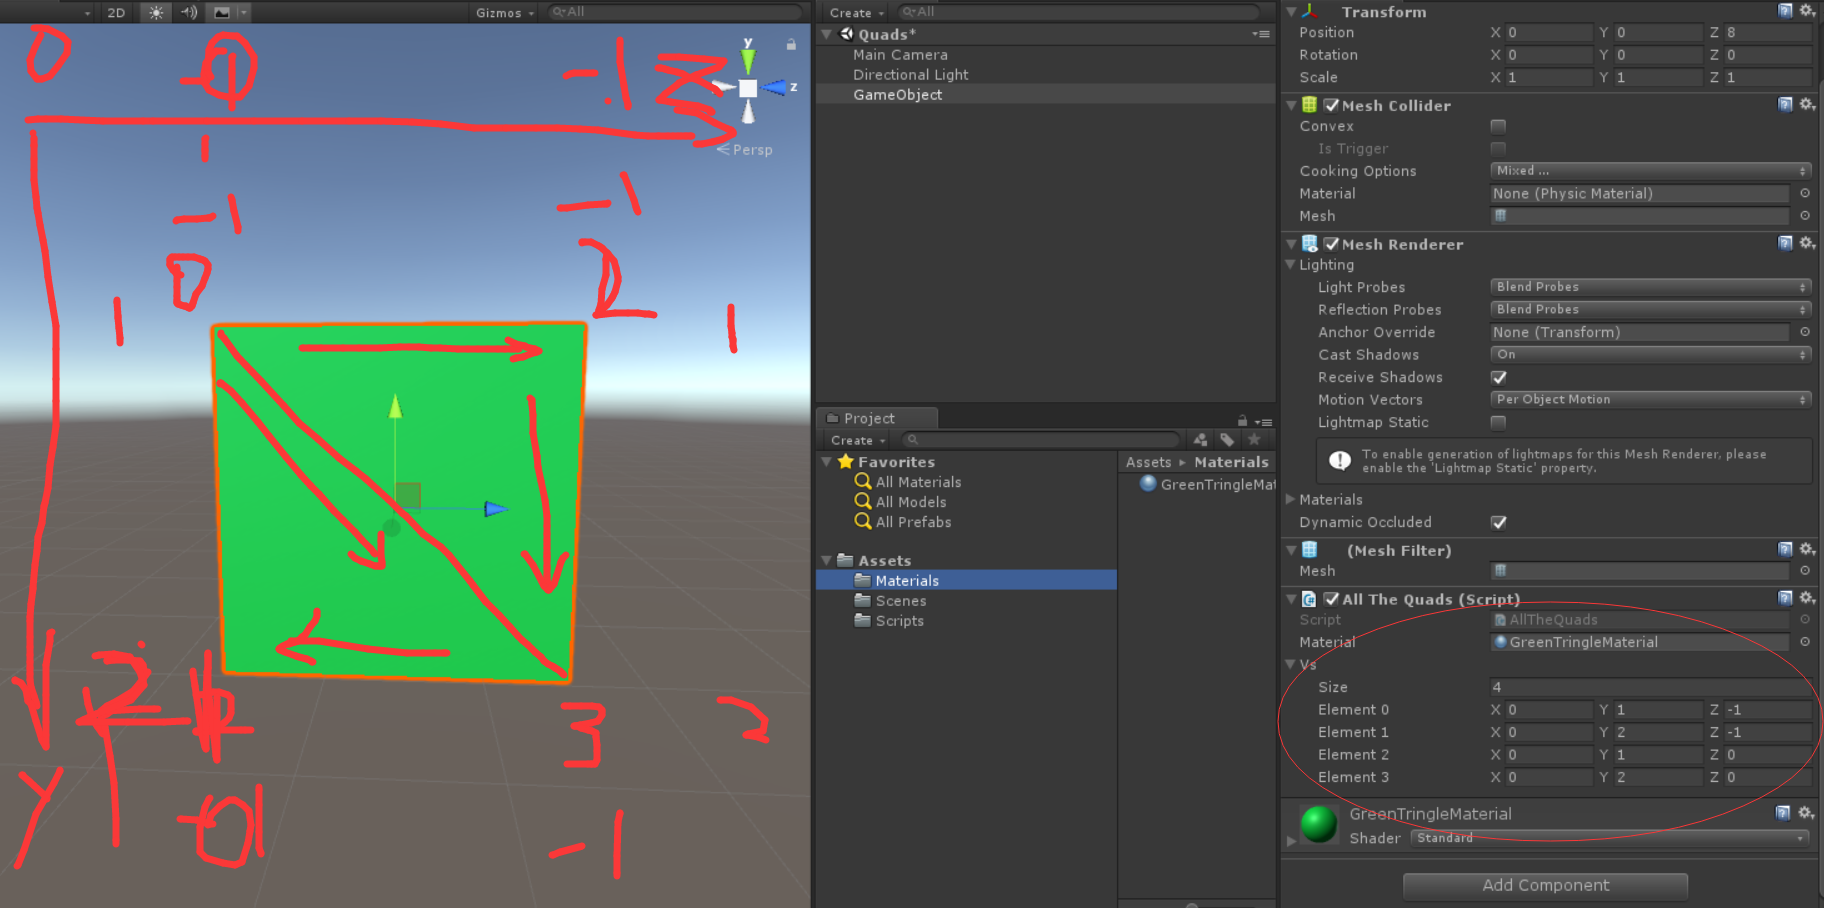 2D
Gizmos
All
y
z
Persp
0
-1
Z
1
-1
-1
0
2
1
1
3
2
Y
-1
Create
All
Quads*
Main Camera
Directional Light
GameObject
Project
Create
Favorites
All Materials
All Models
All Prefabs
Assets
Materials
Scenes
Scripts
Assets ▸ Materials
GreenTringleMat
Transform
Position X 0 Y 0 Z 8
Rotation X 0 Y 0 Z 0
Scale X 1 Y 1 Z 1
Mesh Collider
Convex
Is Trigger
Cooking Options Mixed ...
Material None (Physic Material)
Mesh
Mesh Renderer
Lighting
Light Probes Blend Probes
Reflection Probes Blend Probes
Anchor Override None (Transform)
Cast Shadows On
Receive Shadows
Motion Vectors Per Object Motion
Lightmap Static
To enable generation of lightmaps for this Mesh Renderer, please
enable the 'Lightmap Static' property.
Materials
Dynamic Occluded
(Mesh Filter)
Mesh
All The Quads (Script)
Script AllTheQuads
Material GreenTringleMaterial
Vs
Size 4
Element 0 X 0 Y 1 Z -1
Element 1 X 0 Y 2 Z -1
Element 2 X 0 Y 1 Z 0
Element 3 X 0 Y 2 Z 0
GreenTringleMaterial
Shader Standard
Add Component